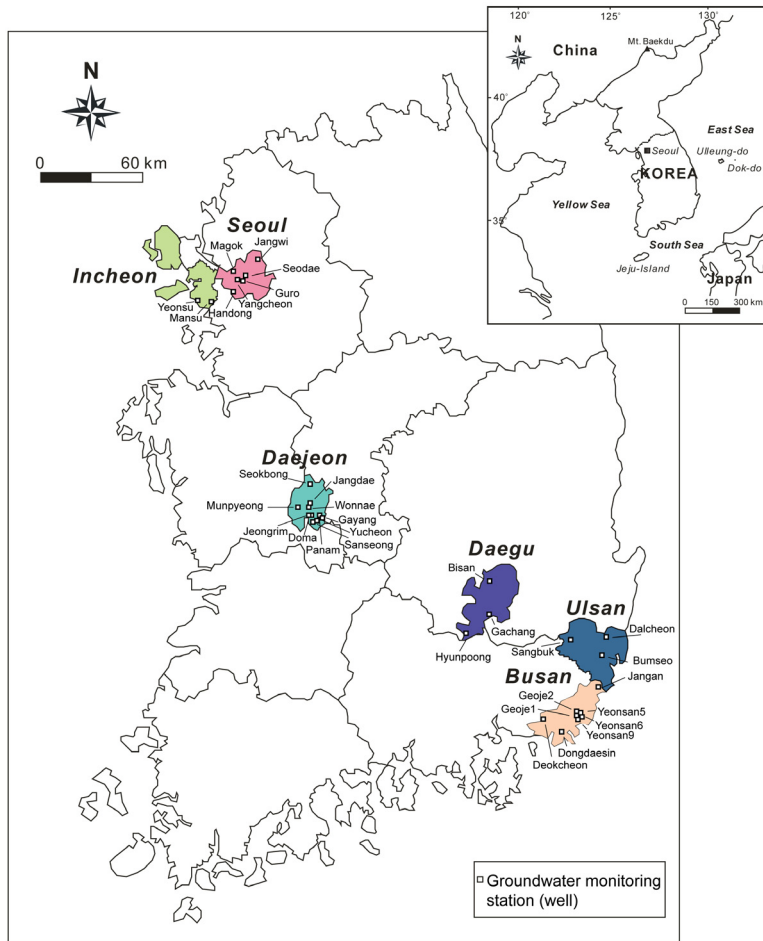 120°
125°
130°
N
China
Mt. Baekdu
40°
East Sea
Seoul
Ulleung-do
KOREA
Dok-do
Yellow Sea
35°
South Sea
Jeju-Island
Japan
0 150 300 km
N
0 60 km
Seoul
Magok
Jangwi
Incheon
Seodae
Guro
Yeonsu
Yangcheon
Mansu
Handong
Daejeon
Seokbong
Jangdae
Munpyeong
Wonnae
Gayang
Jeongrim
Yucheon
Doma
Sanseong
Panam
Daegu
Bisan
Ulsan
Gachang
Dalcheon
Hyunpoong
Sangbuk
Bumseo
Busan
Jangan
Geoje2
Geoje1
Yeonsan5
Yeonsan6
Yeonsan9
Dongdaesin
Deokcheon
Groundwater monitoring
station (well)